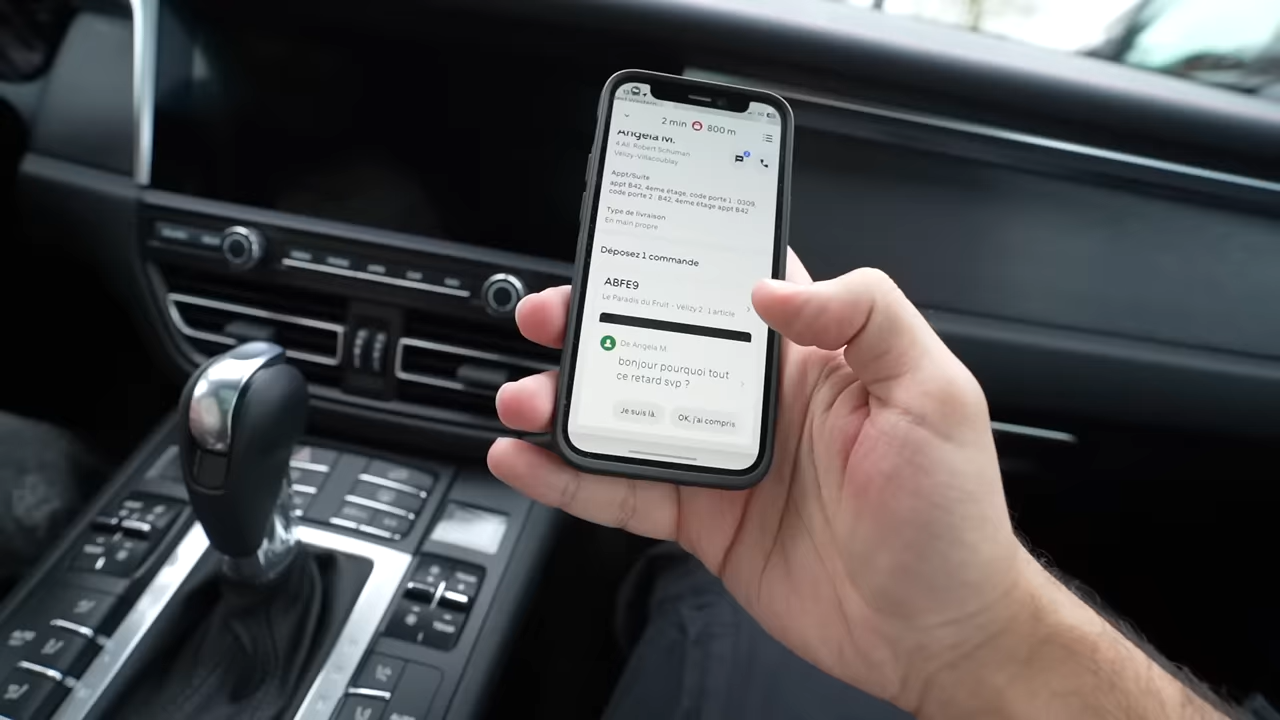 2 min 800 m
Angela M.
4 All. Robert Schuman
Vélizy-Villacoublay
Appt/Suite
appt B42, 4ème étage, code porte 1 : 0309,
code porte 2 : B42, 4eme étage appt B42
Type de livraison
En main propre
Déposez 1 commande
ABFE9
Le Paradis du Fruit - Vélizy 2 · 1 article
De Angela M.
bonjour pourquoi tout
ce retard svp ?
Je suis là.
OK, j'ai compris